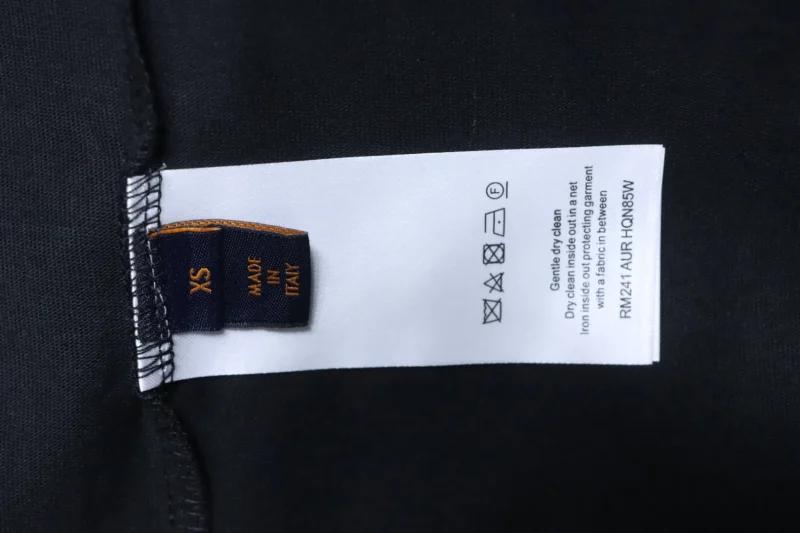 XS
MADE
IN
ITALY
F
Gentle dry clean
Dry clean inside out in a net
Iron inside out protecting garment
with a fabric in between
RM241 AUR HQN85W